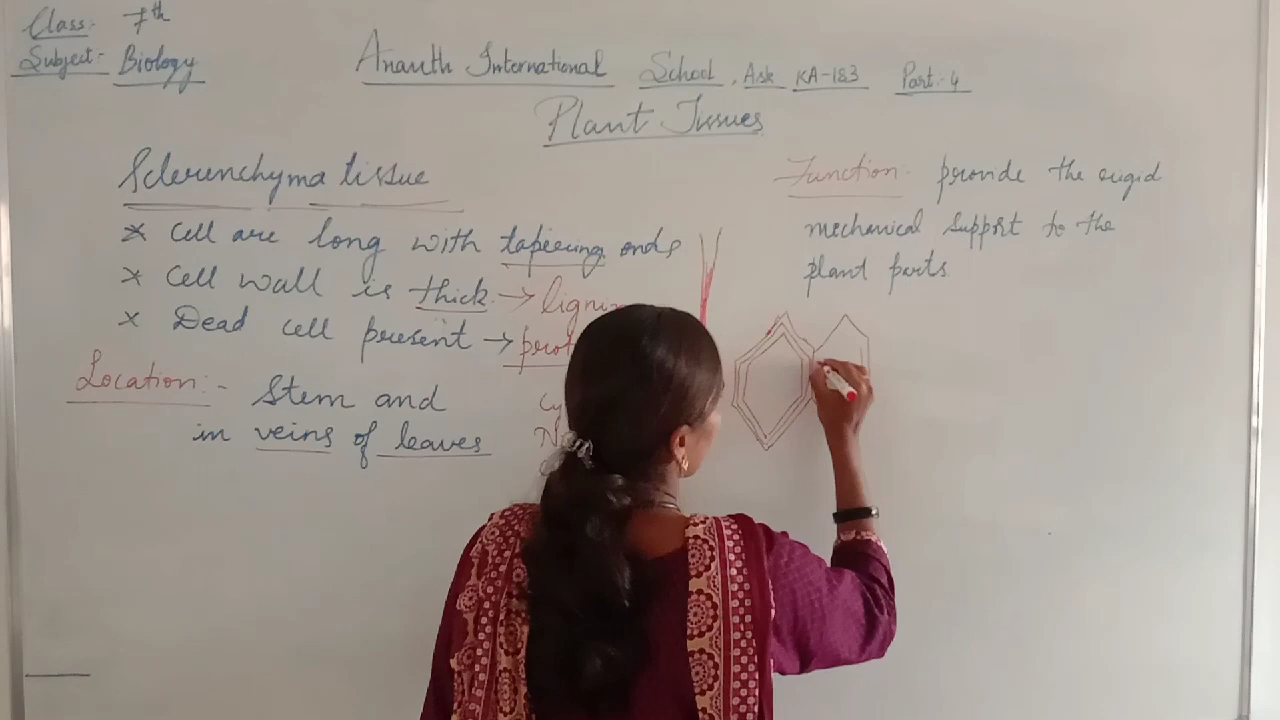 Class:- 7th
Subject:- Biology
Ananth International School, Ask KA-183 Part:-4
Plant Tissues
Sclerenchyma tissue
* Cell are long with tapering ends
* Cell wall is thick → lignin
* Dead cell present →
Location:- Stem and
in veins of leaves
Function:- provide the rigid
mechanical support to the
plant parts